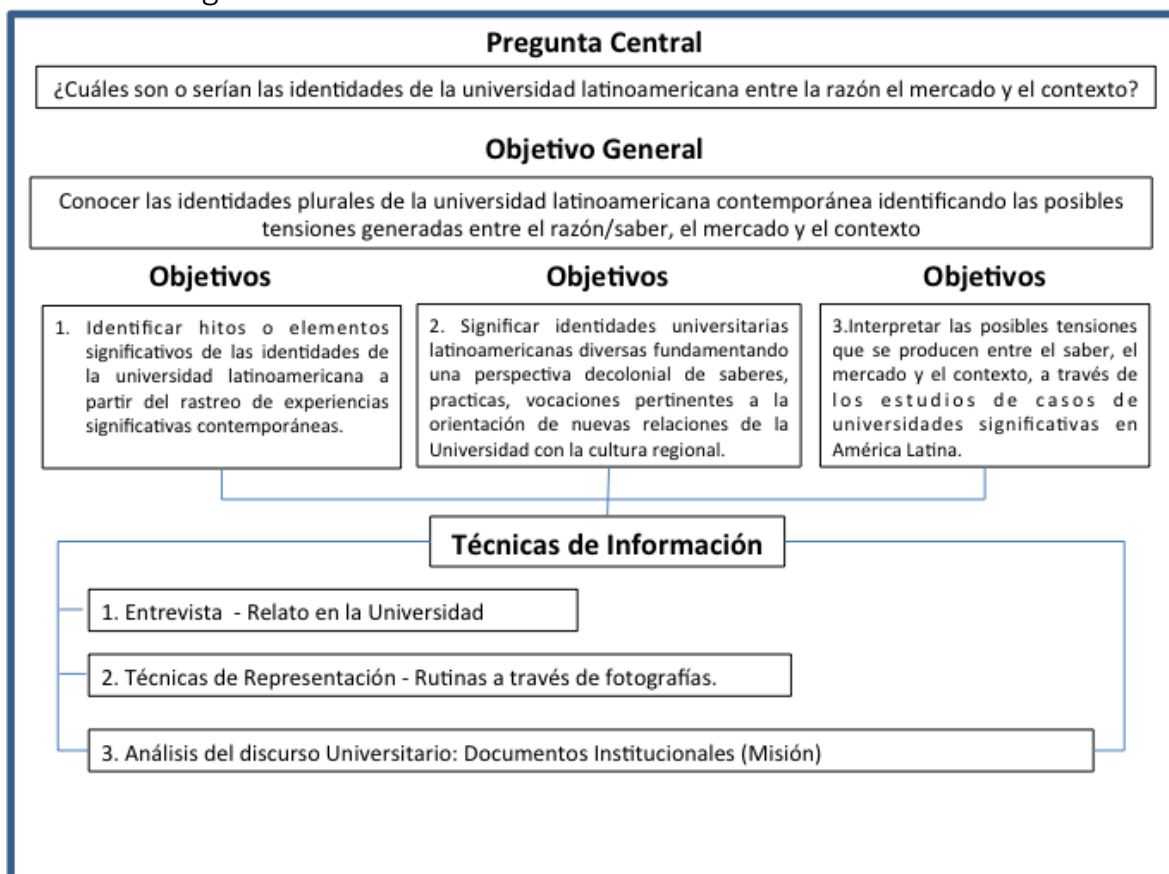 Pregunta Central
¿Cuáles son o serían las identidades de la universidad latinoamericana entre la razón el mercado y el contexto?
Objetivo General
Conocer las identidades plurales de la universidad latinoamericana contemporánea identificando las posibles
tensiones generadas entre el razón/saber, el mercado y el contexto
Objetivos
1. Identificar hitos o elementos
significativos de las identidades de
la universidad latinoamericana a
partir del rastreo de experiencias
significativas contemporáneas.
Objetivos
2. Significar identidades universitarias
latinoamericanas diversas fundamentando
una perspectiva decolonial de saberes,
practicas, vocaciones pertinentes a la
orientación de nuevas relaciones de la
Universidad con la cultura regional.
Objetivos
3.Interpretar las posibles tensiones
que se producen entre el saber, el
mercado y el contexto, a través de
los estudios de casos de
universidades significativas en
América Latina.
Técnicas de Información
1. Entrevista - Relato en la Universidad
2. Técnicas de Representación - Rutinas a través de fotografías.
3. Análisis del discurso Universitario: Documentos Institucionales (Misión)